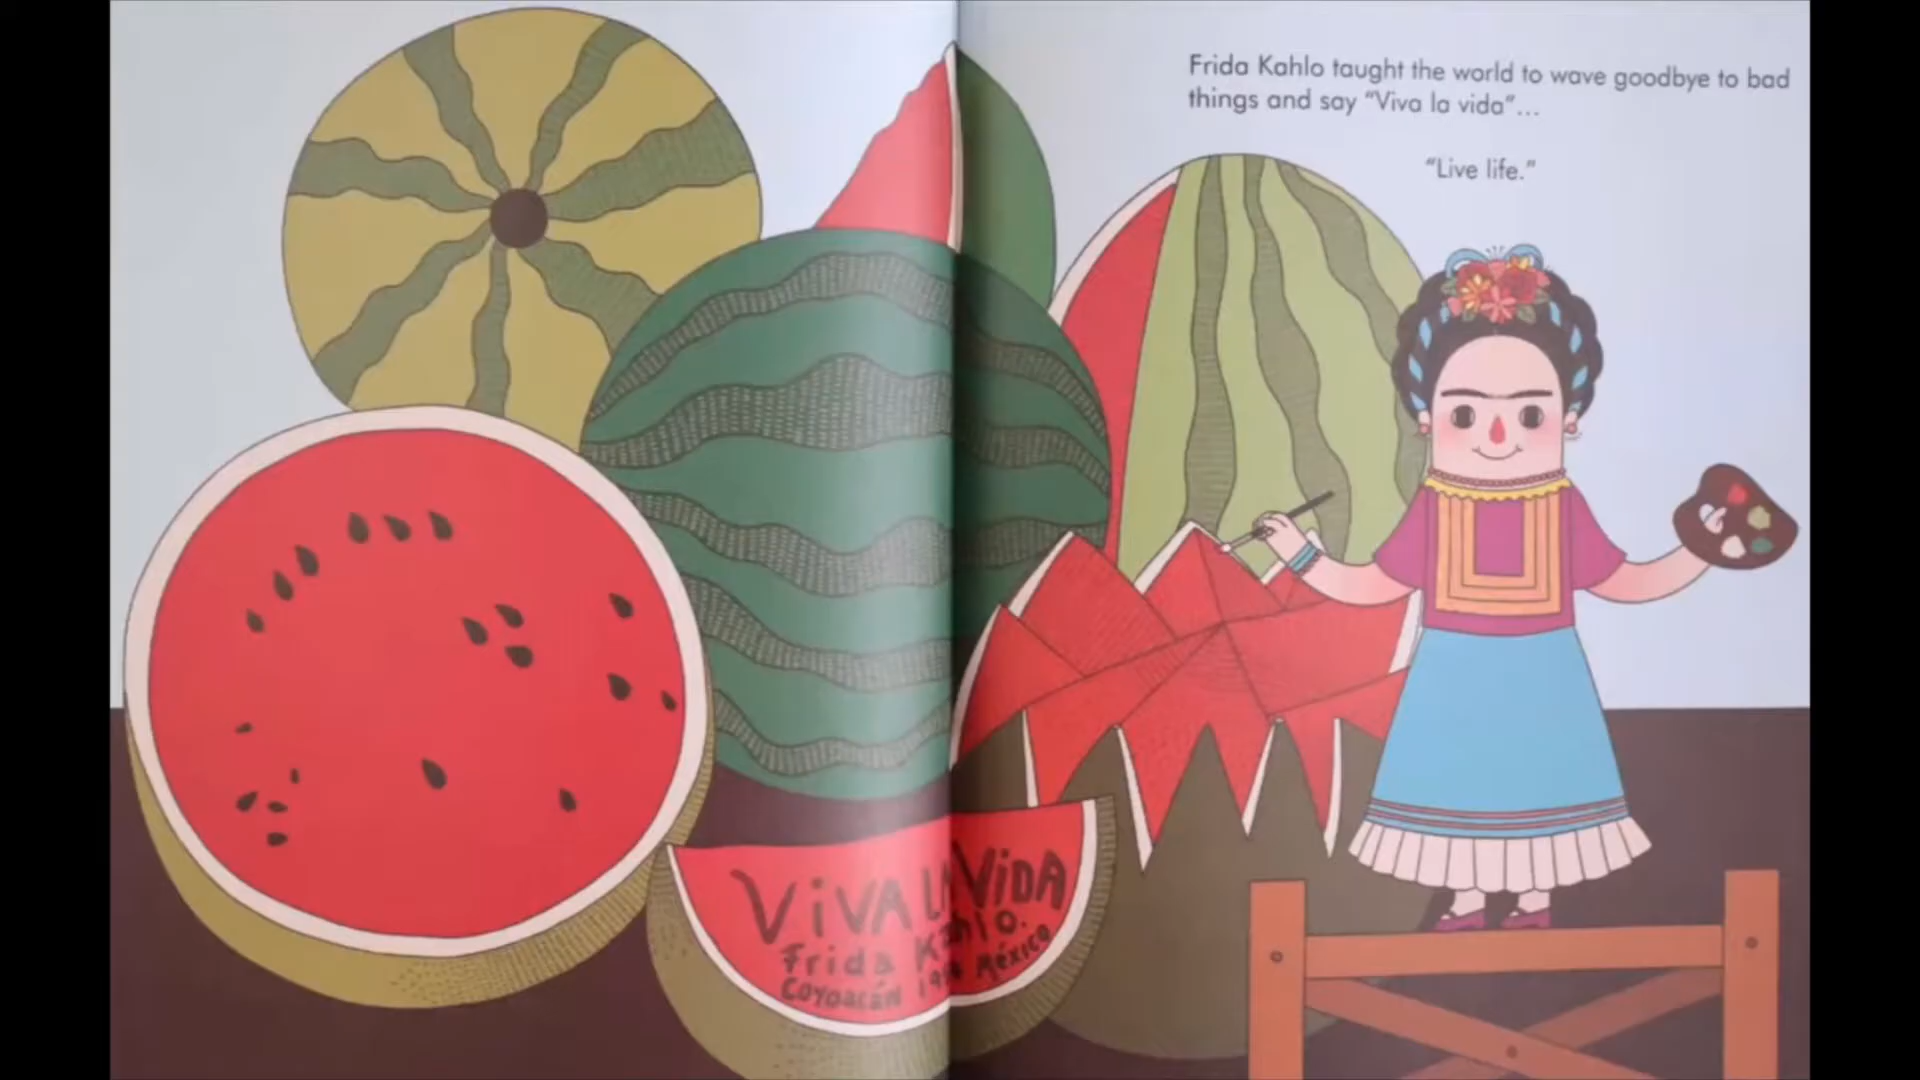 Frida Kahlo taught the world to wave goodbye to bad
things and say “Viva la vida”...
“Live life.”
ViVA LA ViDA
Frida Kahlo.
Coyoacán México